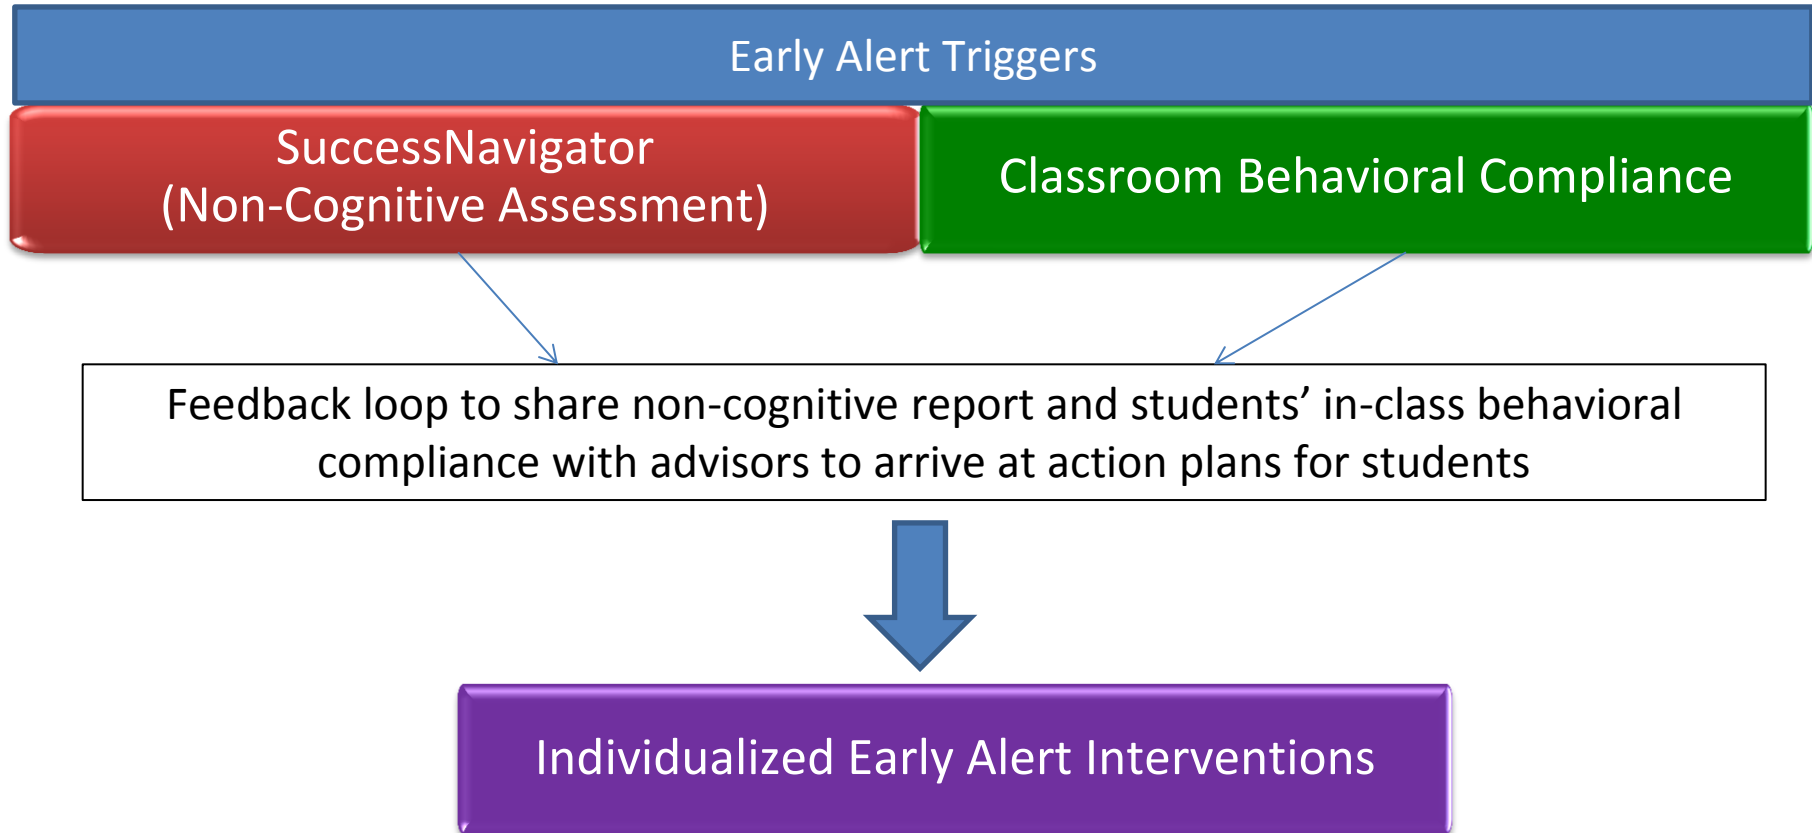 Early Alert Triggers
SuccessNavigator
(Non-Cognitive Assessment)
Classroom Behavioral Compliance
Feedback loop to share non-cognitive report and students’ in-class behavioral
compliance with advisors to arrive at action plans for students
Individualized Early Alert Interventions